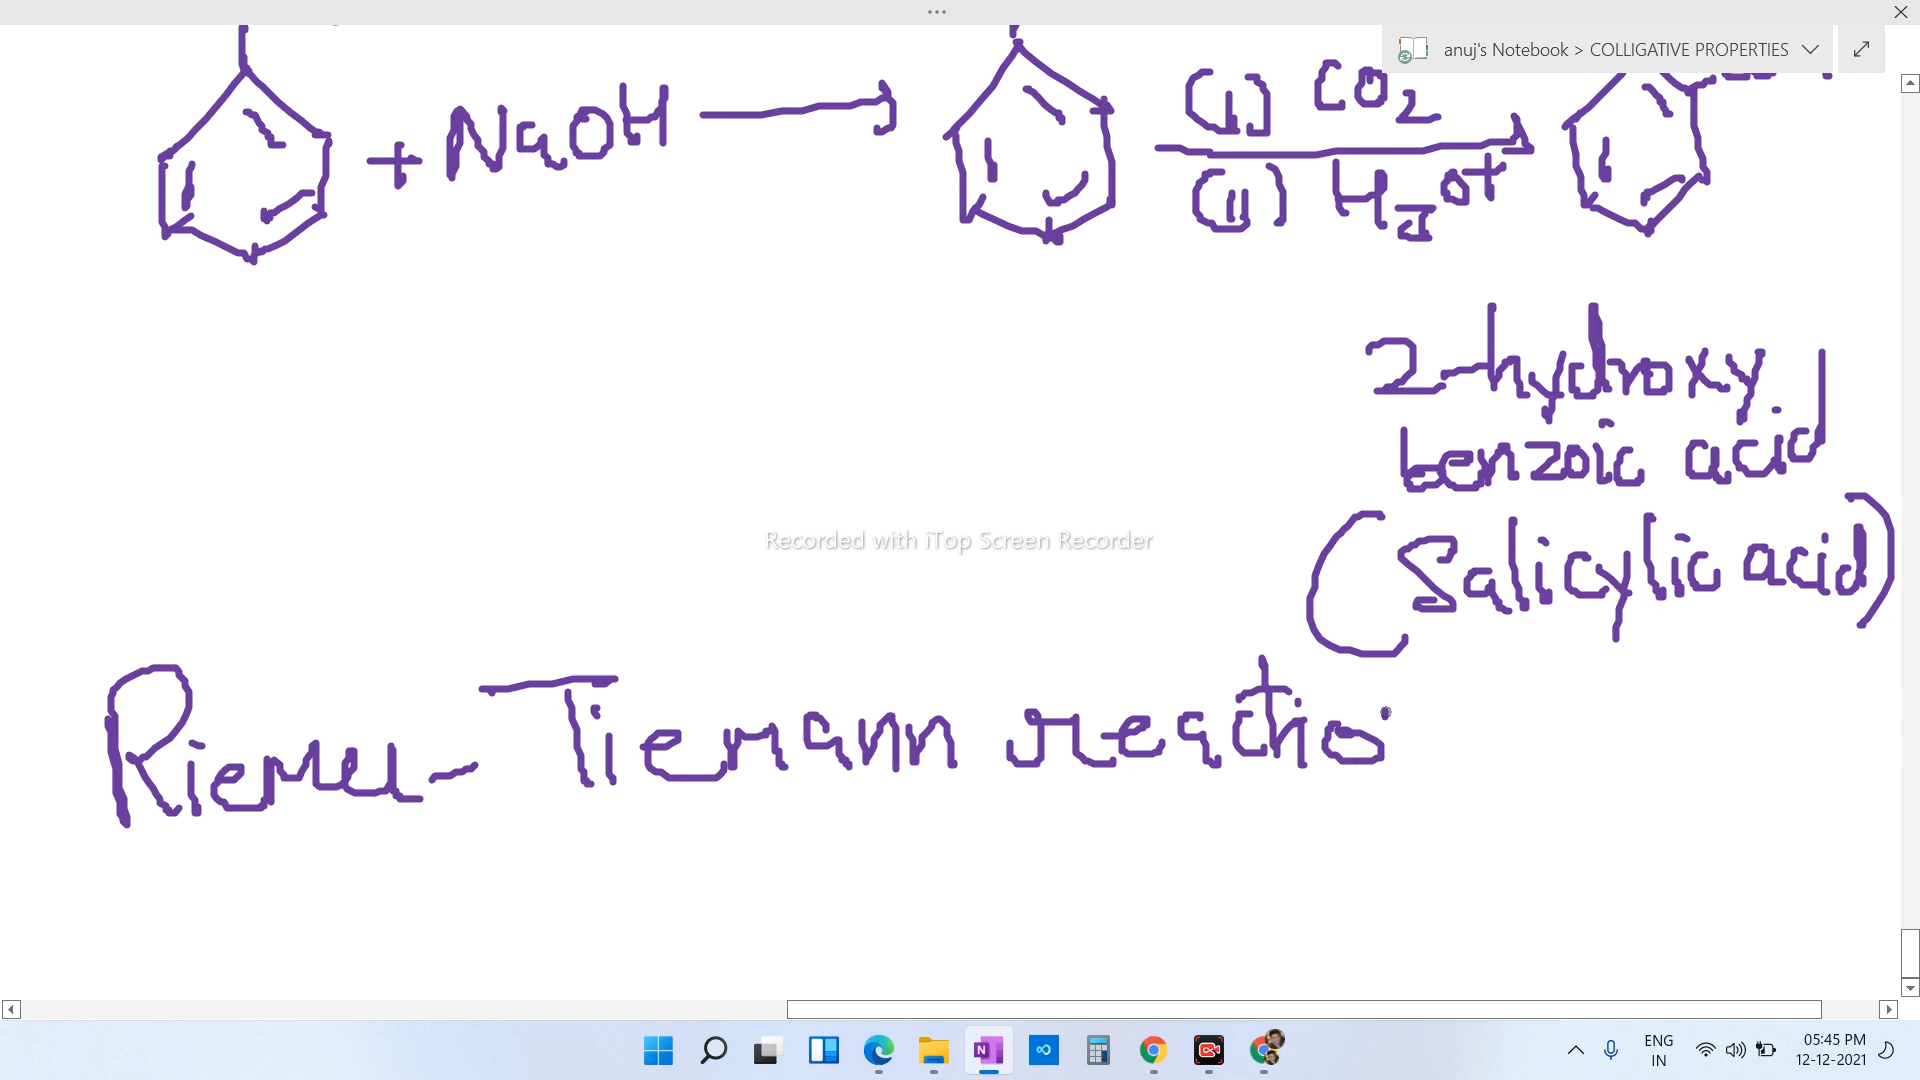 anuj's Notebook > COLLIGATIVE PROPERTIES
+ NaOH
(i) CO2
(ii) H3O+
2-hydroxy
benzoic acid
(Salicylic acid)
Recorded with iTop Screen Recorder
Riemer-Tiemann reactio
ENG
IN
05:45 PM
12-12-2021